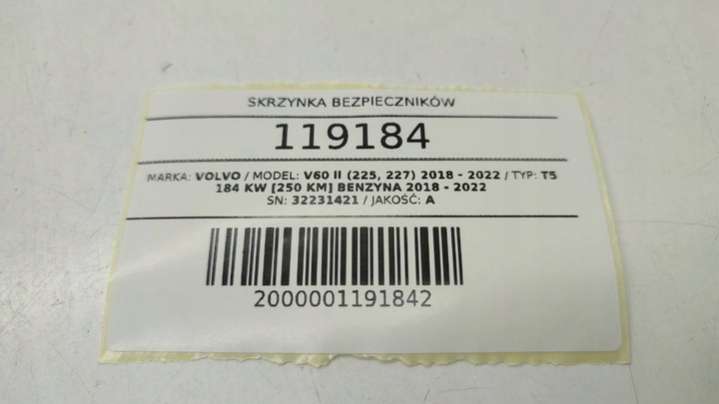 SKRZYNKA BEZPIECZNIKÓW
119184
MARKA: VOLVO / MODEL: V60 II (225, 227) 2018 - 2022 / TYP: T5
184 KW [250 KM] BENZYNA 2018 - 2022
SN: 32231421 / JAKOŚĆ: A
2000001191842